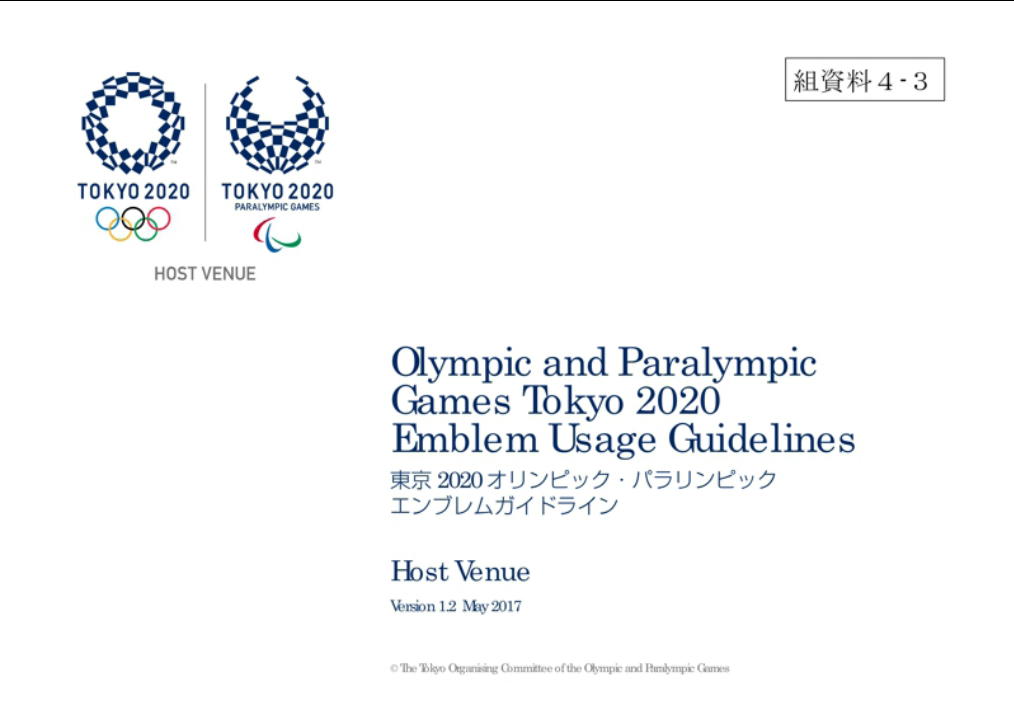 組資料4-3
TOKYO 2020
TOKYO 2020
PARALYMPIC GAMES
HOST VENUE
Olympic and Paralympic
Games Tokyo 2020
Emblem Usage Guidelines
東京 2020 オリンピック・パラリンピック
エンブレムガイドライン
Host Venue
Version 1.2 May 2017
© The Tokyo Organising Committee of the Olympic and Paralympic Games